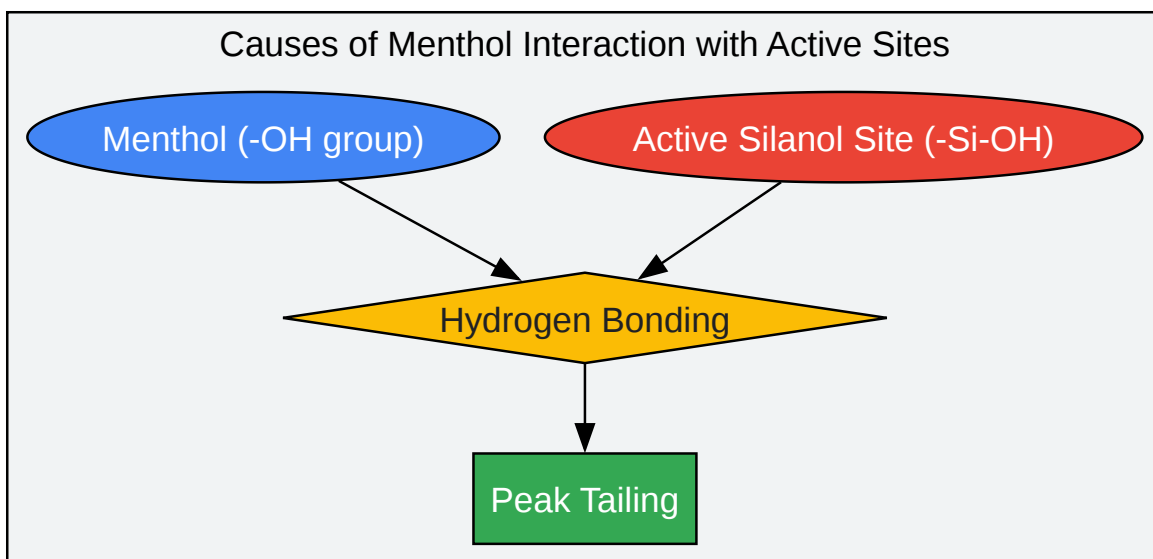 Causes of Menthol Interaction with Active Sites
Menthol (-OH group)
Active Silanol Site (-Si-OH)
Hydrogen Bonding
Peak Tailing